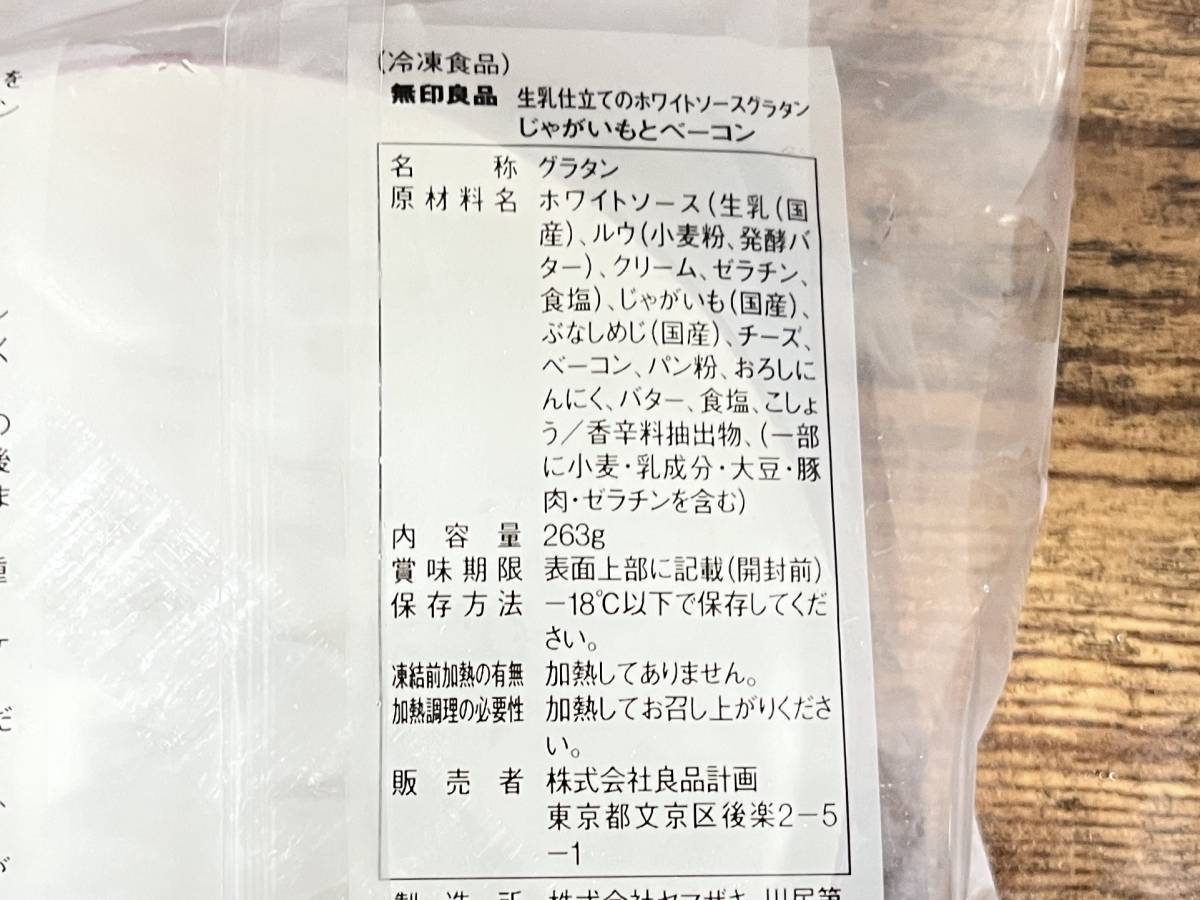 (冷凍食品)
無印良品 生乳仕立てのホワイトソースグラタン
じゃがいもとベーコン
名称 グラタン
原材料名 ホワイトソース(生乳(国
産)、ルウ(小麦粉、発酵バ
ター)、クリーム、ゼラチン、
食塩)、じゃがいも(国産)、
ぶなしめじ(国産)、チーズ、
ベーコン、パン粉、おろしに
んにく、バター、食塩、こしょ
う/香辛料抽出物、(一部
に小麦・乳成分・大豆・豚
肉・ゼラチンを含む)
内容量 263g
賞味期限 表面上部に記載(開封前)
保存方法 -18℃以下で保存してくだ
さい。
凍結前加熱の有無 加熱してありません。
加熱調理の必要性 加熱してお召し上がりくださ
い。
販売者 株式会社良品計画
東京都文京区後楽2-5
-1
製造所 株式会社ヤマザキ